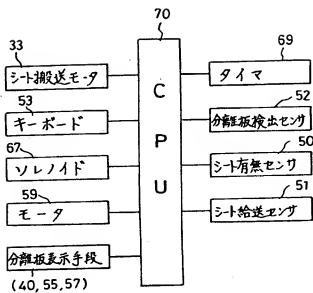 70
33
シート搬送モータ
53
キーボード
67
ソレノイド
59
モータ
分離板表示手段
(40, 55, 57)
CPU
69
タイマ
52
分離板検出センサ
50
シート有無センサ
51
シート給送センサ